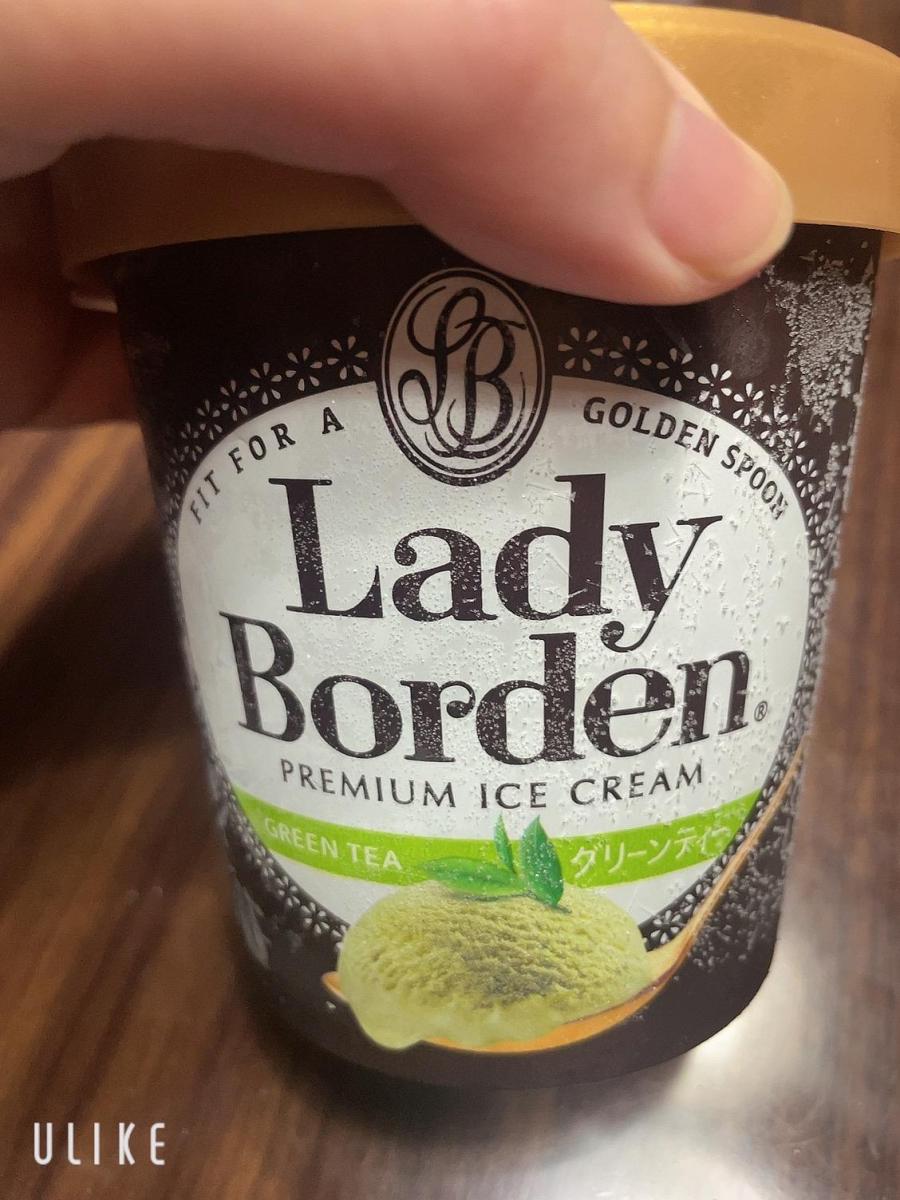 LB
FIT FOR A GOLDEN SPOON
Lady
Borden®
PREMIUM ICE CREAM
GREEN TEA グリーンティー
ULIKE